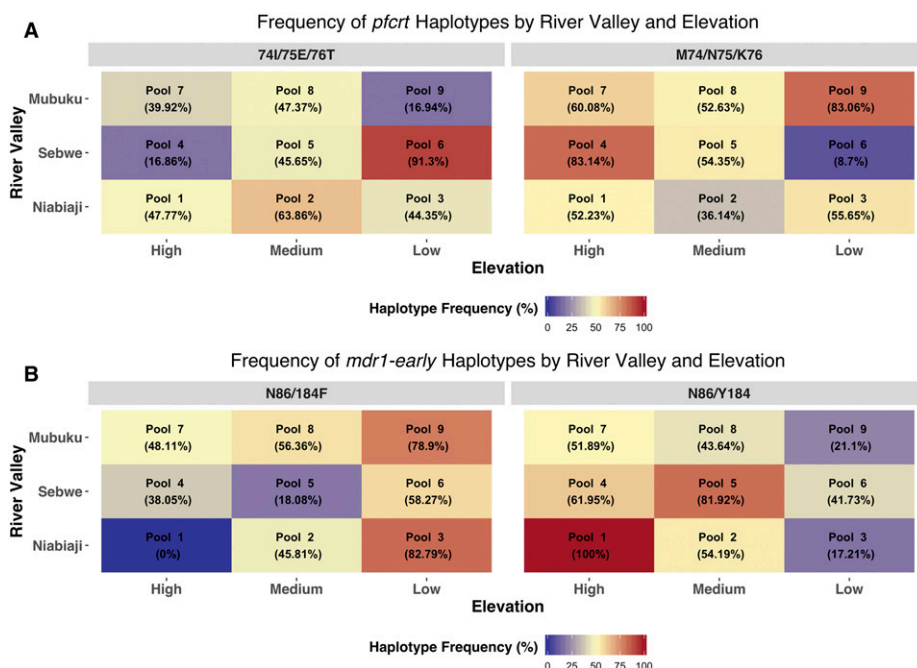 A
Frequency of pfcrt Haplotypes by River Valley and Elevation
74I/75E/76T
M74/N75/K76
River Valley
Mubuku
Pool 7
(39.92%)
Pool 8
(47.37%)
Pool 9
(16.94%)
Pool 7
(60.08%)
Pool 8
(52.63%)
Pool 9
(83.06%)
Sebwe
Pool 4
(16.86%)
Pool 5
(45.65%)
Pool 6
(91.3%)
Pool 4
(83.14%)
Pool 5
(54.35%)
Pool 6
(8.7%)
Niabiaji
Pool 1
(47.77%)
Pool 2
(63.86%)
Pool 3
(44.35%)
Pool 1
(52.23%)
Pool 2
(36.14%)
Pool 3
(55.65%)
High
Medium
Low
High
Medium
Low
Elevation
Haplotype Frequency (%)
0 25 50 75 100
B
Frequency of mdr1-early Haplotypes by River Valley and Elevation
N86/184F
N86/Y184
River Valley
Mubuku
Pool 7
(48.11%)
Pool 8
(56.36%)
Pool 9
(78.9%)
Pool 7
(51.89%)
Pool 8
(43.64%)
Pool 9
(21.1%)
Sebwe
Pool 4
(38.05%)
Pool 5
(18.08%)
Pool 6
(58.27%)
Pool 4
(61.95%)
Pool 5
(81.92%)
Pool 6
(41.73%)
Niabiaji
Pool 1
(0%)
Pool 2
(45.81%)
Pool 3
(82.79%)
Pool 1
(100%)
Pool 2
(54.19%)
Pool 3
(17.21%)
High
Medium
Low
High
Medium
Low
Elevation
Haplotype Frequency (%)
0 25 50 75 100